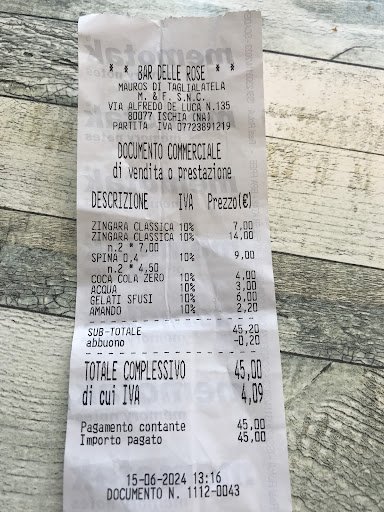 * * BAR DELLE ROSE * *
MAUROS DI TAGLIALATELA
M. & F. S.N.C.
VIA ALFREDO DE LUCA N.135
80077 ISCHIA (NA)
PARTITA IVA 07723891219
DOCUMENTO COMMERCIALE
di vendita o prestazione
DESCRIZIONE IVA Prezzo(€)
ZINGARA CLASSICA 10% 7,00
ZINGARA CLASSICA 10% 14,00
n.2 * 7,00
SPINA 0,4 10% 9,00
n.2 * 4,50
COCA COLA ZERO 10% 4,00
ACQUA 10% 3,00
GELATI SFUSI 10% 6,00
AMANDO 10% 2,20
SUB-TOTALE 45,20
abbuono -0,20
TOTALE COMPLESSIVO 45,00
di cui IVA 4,09
Pagamento contante 45,00
Importo pagato 45,00
15-06-2024 13:16
DOCUMENTO N. 1112-0043